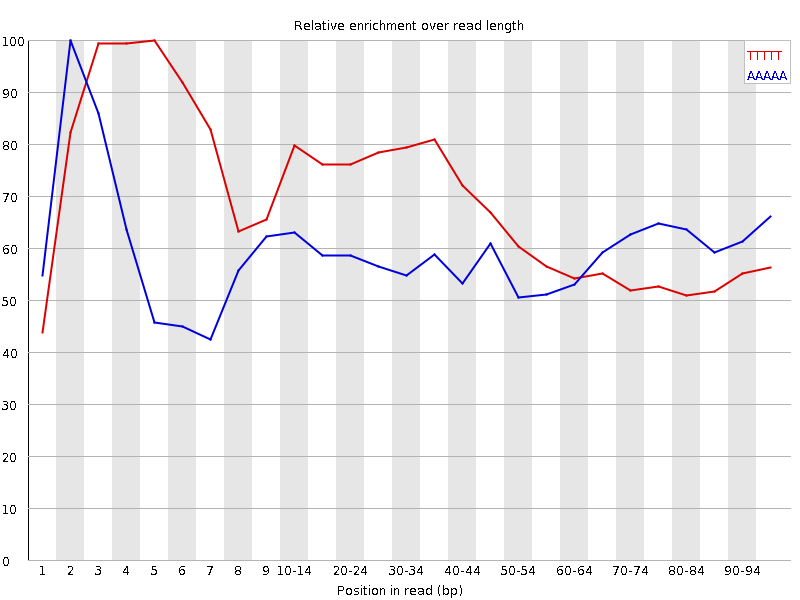 Relative enrichment over read length
TTTTT
AAAAA
100
90
80
70
60
50
40
30
20
10
0
1 2 3 4 5 6 7 8 9 10-14 20-24 30-34 40-44 50-54 60-64 70-74 80-84 90-94
Position in read (bp)